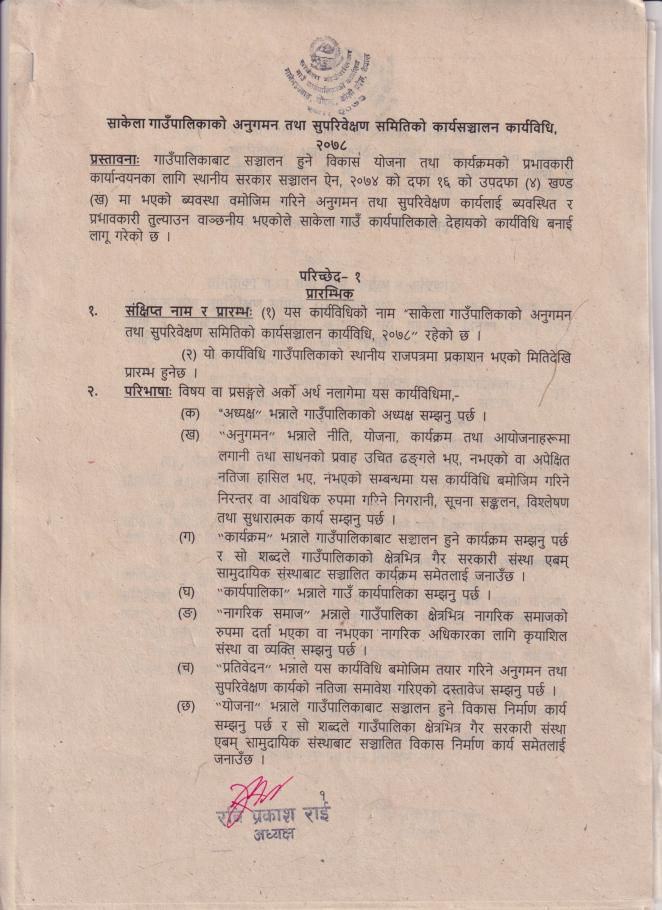 साकेला गाउँपालिकाको अनुगमन तथा सुपरिवेक्षण समितिको कार्यसञ्चालन कार्यविधि,
२०७८
प्रस्तावनाः गाउँपालिकाबाट सञ्चालन हुने विकास योजना तथा कार्यक्रमको प्रभावकारी
कार्यान्वयनका लागि स्थानीय सरकार सञ्चालन ऐन, २०७४ को दफा १६ को उपदफा (४) खण्ड
(ख) मा भएको ब्यवस्था वमोजिम गरिने अनुगमन तथा सुपरिवेक्षण कार्यलाई ब्यवस्थित र
प्रभावकारी तुल्याउन वाञ्छनीय भएकोले साकेला गाउँ कार्यपालिकाले देहायको कार्यविधि बनाई
लागू गरेको छ ।
परिच्छेद- १
प्रारम्भिक
१. संक्षिप्त नाम र प्रारम्भः (१) यस कार्यविधिको नाम "साकेला गाउँपालिकाको अनुगमन
तथा सुपरिवेक्षण समितिको कार्यसञ्चालन कार्यविधि, २०७८" रहेको छ ।
(२) यो कार्यविधि गाउँपालिकाको स्थानीय राजपत्रमा प्रकाशन भएको मितिदेखि
प्रारम्भ हुनेछ ।
२. परिभाषाः विषय वा प्रसङ्गले अर्को अर्थ नलागेमा यस कार्यविधिमा,-
(क) "अध्यक्ष" भन्नाले गाउँपालिकाको अध्यक्ष सम्झनु पर्छ ।
(ख) "अनुगमन" भन्नाले नीति, योजना, कार्यक्रम तथा आयोजनाहरूमा
लगानी तथा साधनको प्रवाह उचित ढङ्गले भए, नभएको वा अपेक्षित
नतिजा हासिल भए, नभएको सम्बन्धमा यस कार्यविधि बमोजिम गरिने
निरन्तर वा आवधिक रुपमा गरिने निगरानी, सूचना सङ्कलन, विश्लेषण
तथा सुधारात्मक कार्य सम्झनु पर्छ ।
(ग) "कार्यक्रम" भन्नाले गाउँपालिकाबाट सञ्चालन हुने कार्यक्रम सम्झनु पर्छ
र सो शब्दले गाउँपालिकाको क्षेत्रभित्र गैर सरकारी संस्था एबम्
सामुदायिक संस्थाबाट सञ्चालित कार्यक्रम समेतलाई जनाउँछ ।
(घ) "कार्यपालिका" भन्नाले गाउँ कार्यपालिका सम्झनु पर्छ ।
(ङ) "नागरिक समाज" भन्नाले गाउँपालिका क्षेत्रभित्र नागरिक समाजको
रुपमा दर्ता भएका वा नभएका नागरिक अधिकारका लागि कृयाशिल
संस्था वा व्यक्ति सम्झनु पर्छ ।
(च) "प्रतिवेदन" भन्नाले यस कार्यविधि बमोजिम तयार गरिने अनुगमन तथा
सुपरिवेक्षण कार्यको नतिजा समावेश गरिएको दस्तावेज सम्झनु पर्छ ।
(छ) "योजना" भन्नाले गाउँपालिकाबाट सञ्चालन हुने विकास निर्माण कार्य
सम्झनु पर्छ र सो शब्दले गाउँपालिका क्षेत्रभित्र गैर सरकारी संस्था
एबम् सामुदायिक संस्थाबाट सञ्चालित विकास निर्माण कार्य समेतलाई
जनाउँछ ।
१
रवि प्रकाश राई
अध्यक्ष